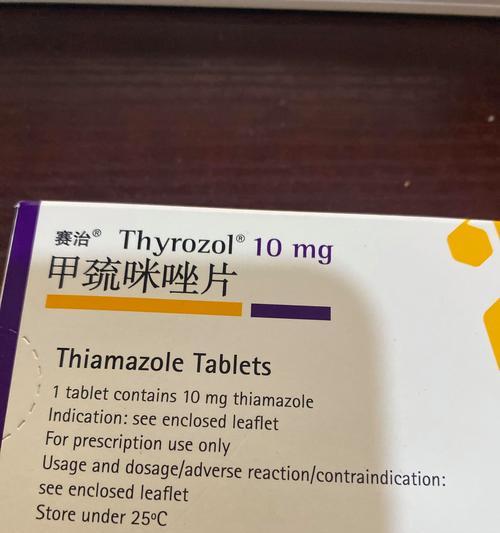 赛治® Thyrozol® 10 mg
甲巯咪唑片
Thiamazole Tablets
1 tablet contains 10 mg thiamazole
Indication: see enclosed leaflet
For prescription use only
Usage and dosage/adverse reaction/contraindication:
see enclosed leaflet
Store under 25ºC